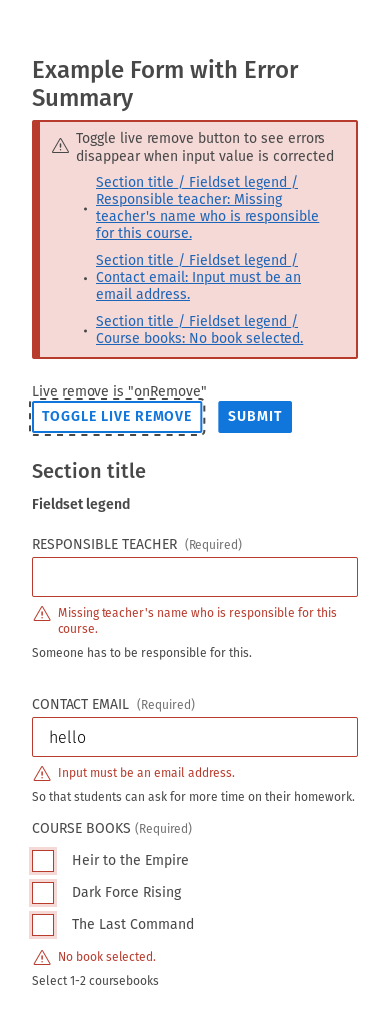 Example Form with Error
Summary
Toggle live remove button to see errors
disappear when input value is corrected
Section title / Fieldset legend /
Responsible teacher: Missing
teacher's name who is responsible
for this course.
Section title / Fieldset legend /
Contact email: Input must be an
email address.
Section title / Fieldset legend /
Course books: No book selected.
Live remove is "onRemove"
TOGGLE LIVE REMOVE SUBMIT
Section title
Fieldset legend
RESPONSIBLE TEACHER (Required)
Missing teacher's name who is responsible for this
course.
Someone has to be responsible for this.
CONTACT EMAIL (Required)
hello
Input must be an email address.
So that students can ask for more time on their homework.
COURSE BOOKS (Required)
Heir to the Empire
Dark Force Rising
The Last Command
No book selected.
Select 1-2 coursebooks